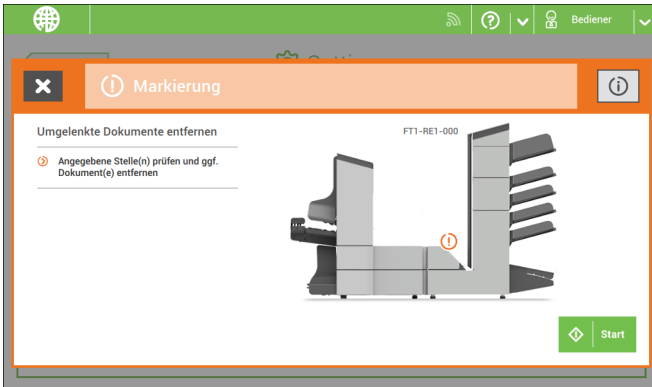 Bediener
Markierung
Umgelenkte Dokumente entfernen
Angegebene Stelle(n) prüfen und ggf.
Dokument(e) entfernen
FT1-RE1-000
Start